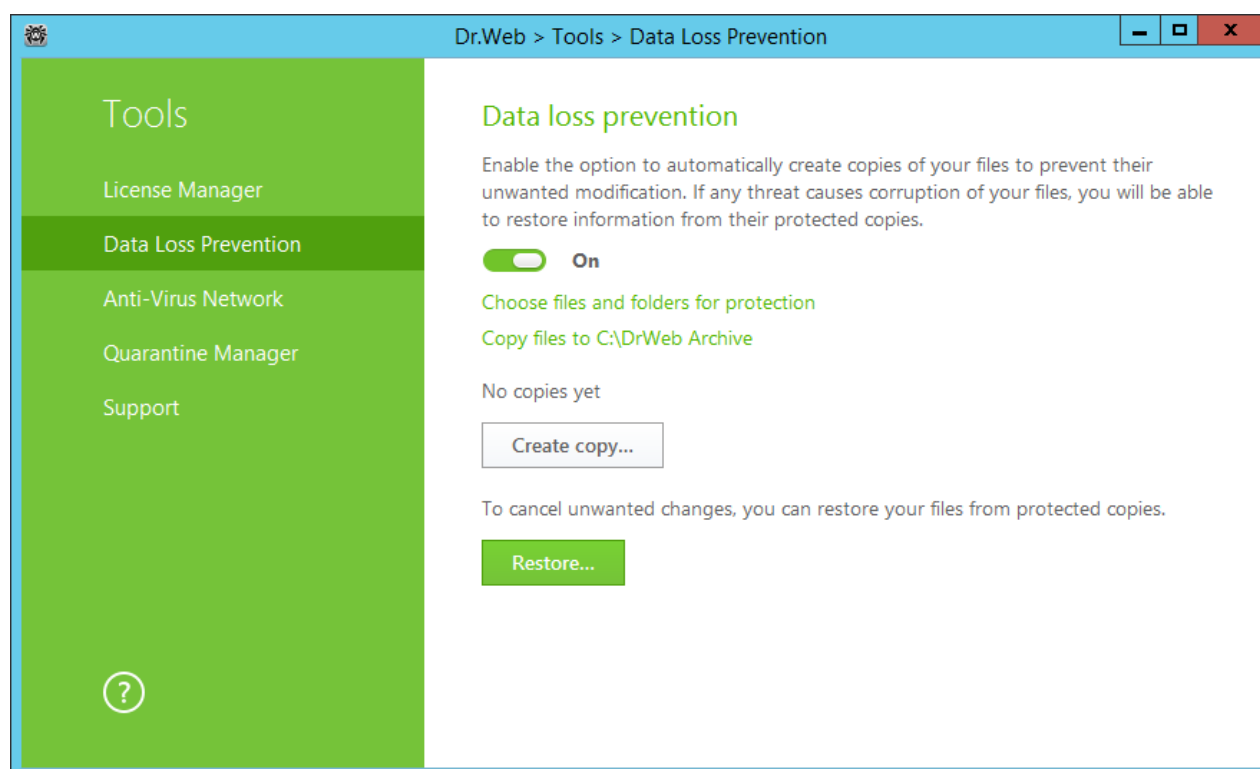 Dr.Web > Tools > Data Loss Prevention
Tools
License Manager
Data Loss Prevention
Anti-Virus Network
Quarantine Manager
Support
?
Data loss prevention
Enable the option to automatically create copies of your files to prevent their
unwanted modification. If any threat causes corruption of your files, you will be able
to restore information from their protected copies.
On
Choose files and folders for protection
Copy files to C:\DrWeb Archive
No copies yet
Create copy...
To cancel unwanted changes, you can restore your files from protected copies.
Restore...